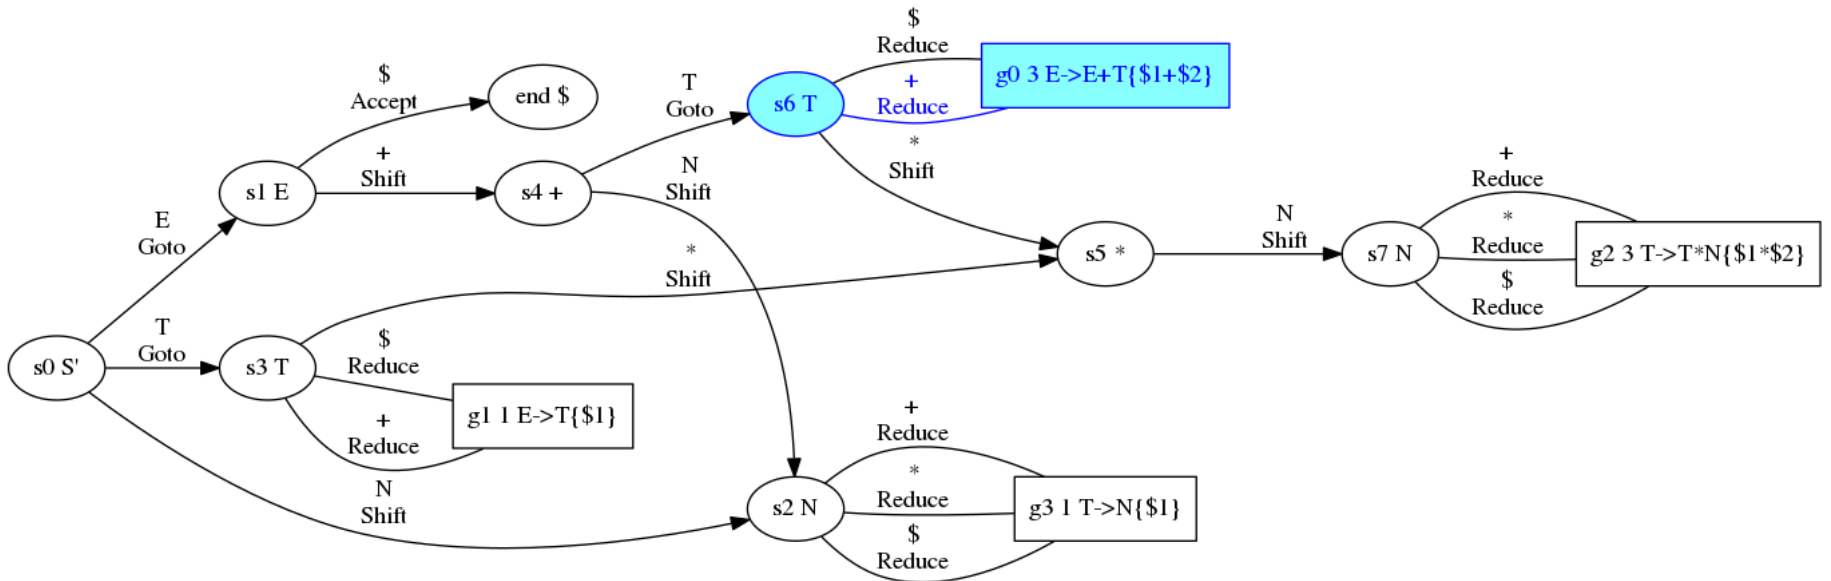 $
Reduce
g0 3 E->E+T{$1+$2}
+
Reduce
s6 T
$
Accept
end $
T
Goto
*
Shift
+
Shift
s1 E
s4 +
N
Shift
+
Reduce
*
Reduce
g2 3 T->T*N{$1*$2}
$
Reduce
N
Shift
s5 *
s7 N
E
Goto
*
Shift
T
Goto
s0 S'
s3 T
$
Reduce
g1 1 E->T{$1}
+
Reduce
N
Shift
+
Reduce
*
Reduce
s2 N
g3 1 T->N{$1}
$
Reduce